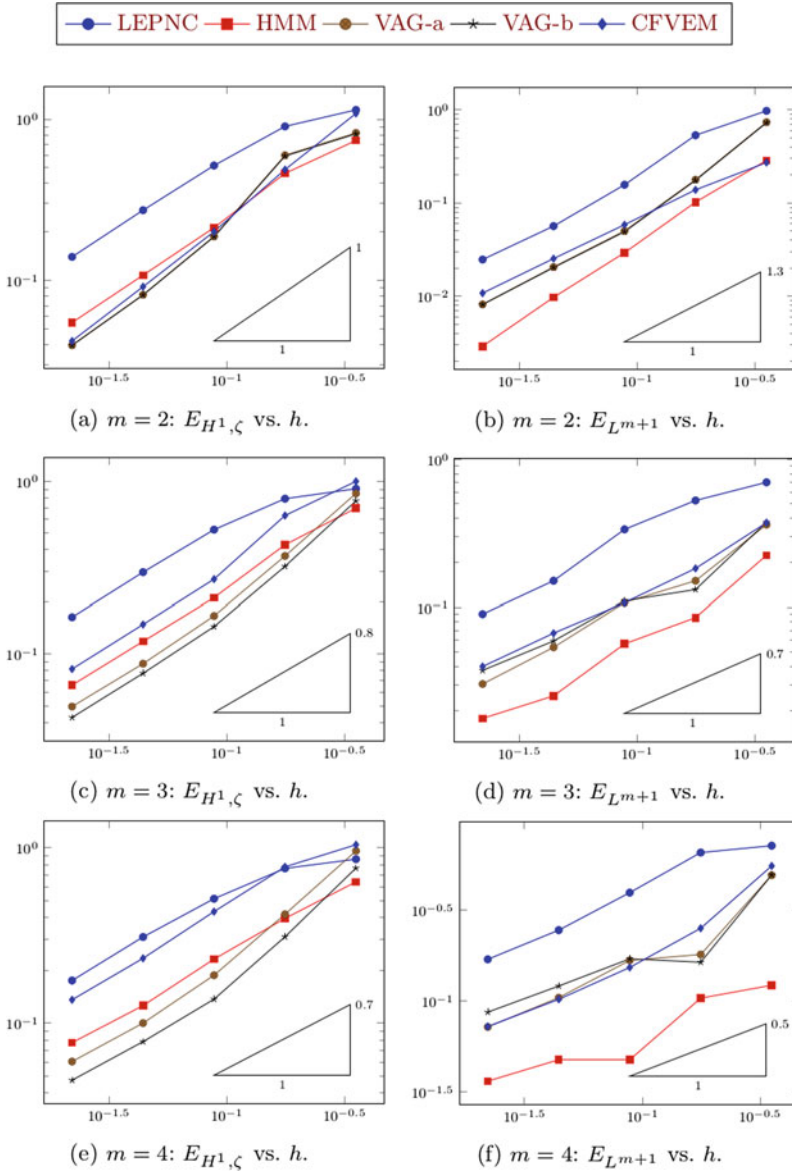 LEPNC HMM VAG-a VAG-b CFVEM
10^0
10^{-1}
1
1
10^{-1.5} 10^{-1} 10^{-0.5}
(a) m = 2: E_{H^1,ζ} vs. h.
10^0
10^{-1}
10^{-2}
1.3
1
10^{-1.5} 10^{-1} 10^{-0.5}
(b) m = 2: E_{L^{m+1}} vs. h.
10^0
10^{-1}
0.8
1
10^{-1.5} 10^{-1} 10^{-0.5}
(c) m = 3: E_{H^1,ζ} vs. h.
10^0
10^{-1}
0.7
1
10^{-1.5} 10^{-1} 10^{-0.5}
(d) m = 3: E_{L^{m+1}} vs. h.
10^0
10^{-1}
0.7
1
10^{-1.5} 10^{-1} 10^{-0.5}
(e) m = 4: E_{H^1,ζ} vs. h.
10^{-0.5}
10^{-1}
10^{-1.5}
0.5
1
10^{-1.5} 10^{-1} 10^{-0.5}
(f) m = 4: E_{L^{m+1}} vs. h.